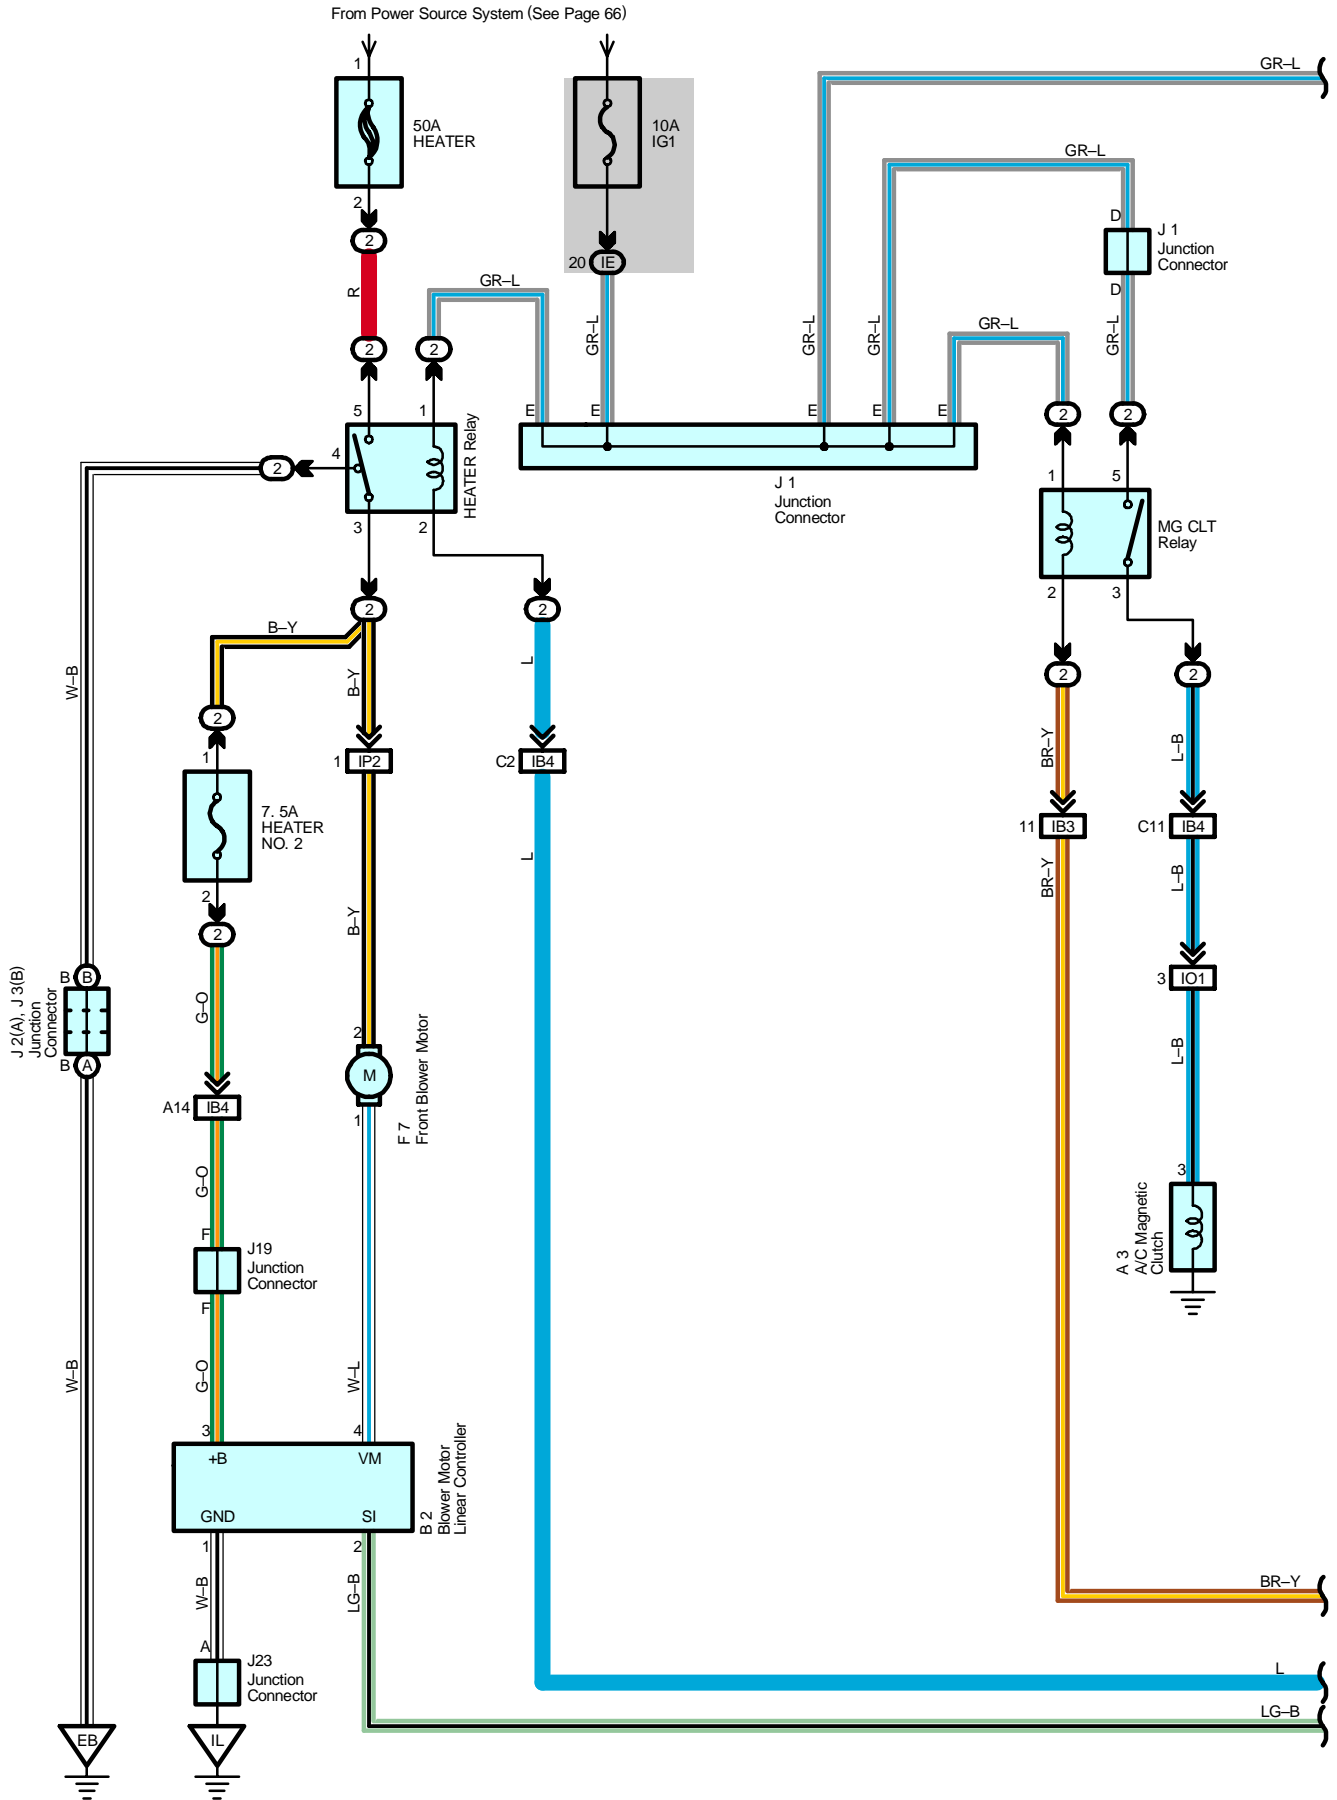 From Power Source System (See Page 66)
1
GR–L
50A
HEATER
10A
IG1
GR–L
2
D
J 1
Junction
Connector
2
20
IE
D
R
GR–L
GR–L
GR–L
GR–L
GR–L
GR–L
2
2
5
1
E
E
E
E
E
2
2
4
2
HEATER Relay
J 1
Junction
Connector
1
5
MG CLT
Relay
3
2
2
3
2
2
B–Y
W–B
B–Y
L
2
2
2
1
1
IP2
C2
IB4
BR–Y
L–B
7. 5A
HEATER
NO. 2
11
IB3
C11
IB4
L
BR–Y
L–B
2
2
B–Y
J 2(A), J 3(B)
Junction
Connector
B
B
G–O
3
IO1
B
A
2
M
1
F 7
Front Blower Motor
L–B
A14
IB4
G–O
3
A 3
A/C Magnetic
Clutch
F
J19
Junction
Connector
F
W–B
G–O
W–L
3
4
+B
VM
GND
SI
B 2
Blower Motor
Linear Controller
1
2
W–B
LG–B
BR–Y
A
J23
Junction
Connector
L
LG–B
EB
IL